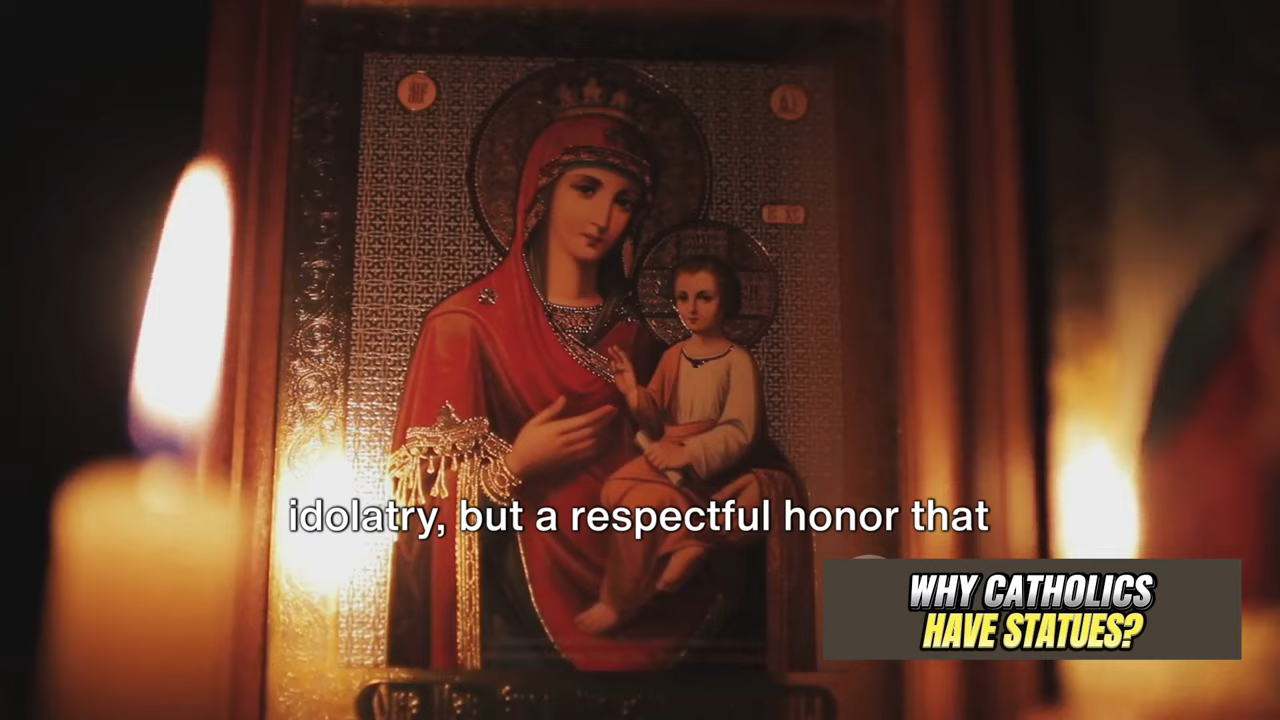 idolatry, but a respectful honor that
WHY CATHOLICS
HAVE STATUES?